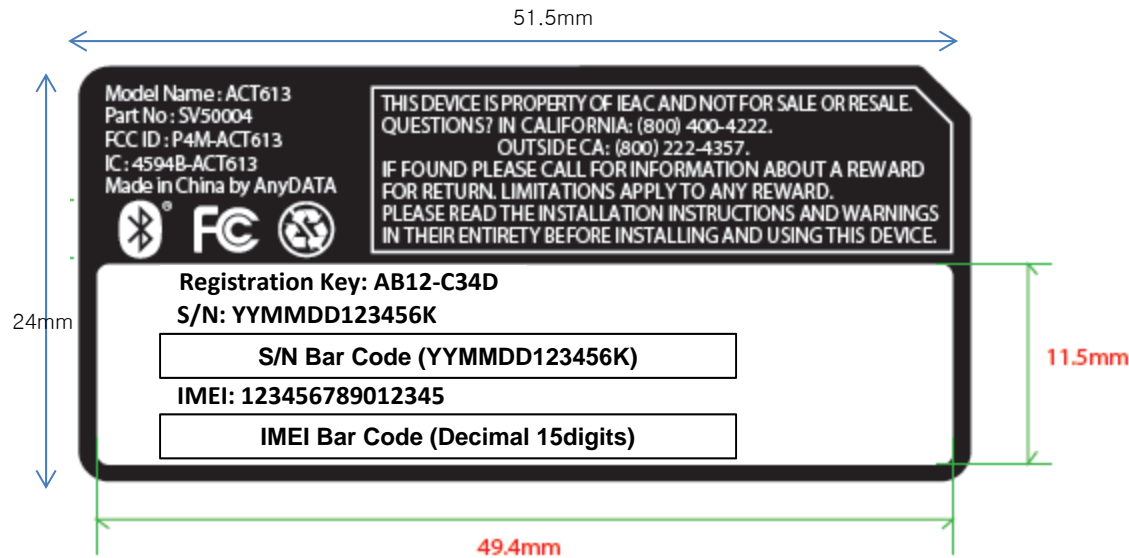 51.5mm
Model Name : ACT613
Part No : SV50004
FCC ID : P4M-ACT613
IC : 4594B-ACT613
Made in China by AnyDATA
®
FC
THIS DEVICE IS PROPERTY OF IEAC AND NOT FOR SALE OR RESALE.
QUESTIONS? IN CALIFORNIA: (800) 400-4222.
OUTSIDE CA: (800) 222-4357.
IF FOUND PLEASE CALL FOR INFORMATION ABOUT A REWARD
FOR RETURN. LIMITATIONS APPLY TO ANY REWARD.
PLEASE READ THE INSTALLATION INSTRUCTIONS AND WARNINGS
IN THEIR ENTIRETY BEFORE INSTALLING AND USING THIS DEVICE.
24mm
Registration Key: AB12-C34D
S/N: YYMMDD123456K
S/N Bar Code (YYMMDD123456K)
IMEI: 123456789012345
IMEI Bar Code (Decimal 15digits)
11.5mm
49.4mm